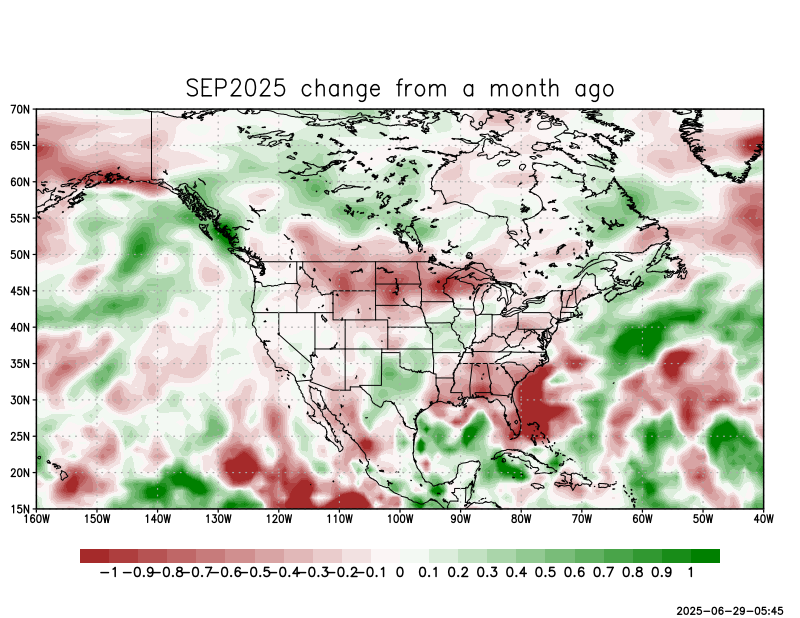 SEP2025 change from a month ago
70N
65N
60N
55N
50N
45N
40N
35N
30N
25N
20N
15N
160W 150W 140W 130W 120W 110W 100W 90W 80W 70W 60W 50W 40W
-1 -0.9 -0.8 -0.7 -0.6 -0.5 -0.4 -0.3 -0.2 -0.1 0 0.1 0.2 0.3 0.4 0.5 0.6 0.7 0.8 0.9 1
2025-06-29-05:45